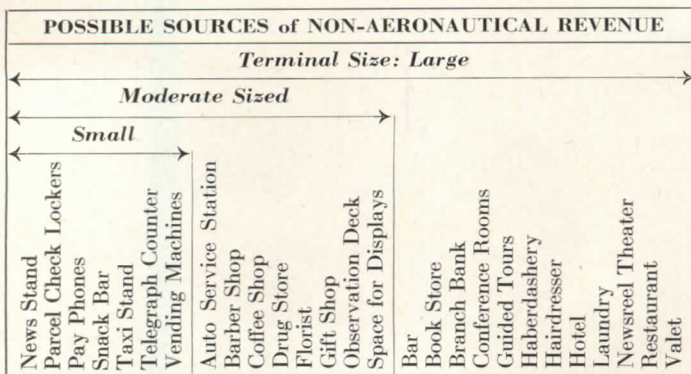 POSSIBLE SOURCES of NON-AERONAUTICAL REVENUE
Terminal Size: Large
Moderate Sized
Small
News Stand
Parcel Check Lockers
Pay Phones
Snack Bar
Taxi Stand
Telegraph Counter
Vending Machines
Auto Service Station
Barber Shop
Coffee Shop
Drug Store
Florist
Gift Shop
Observation Deck
Space for Displays
Bar
Book Store
Branch Bank
Conference Rooms
Guided Tours
Haberdashery
Hairdresser
Hotel
Laundry
Newsreel Theater
Restaurant
Valet